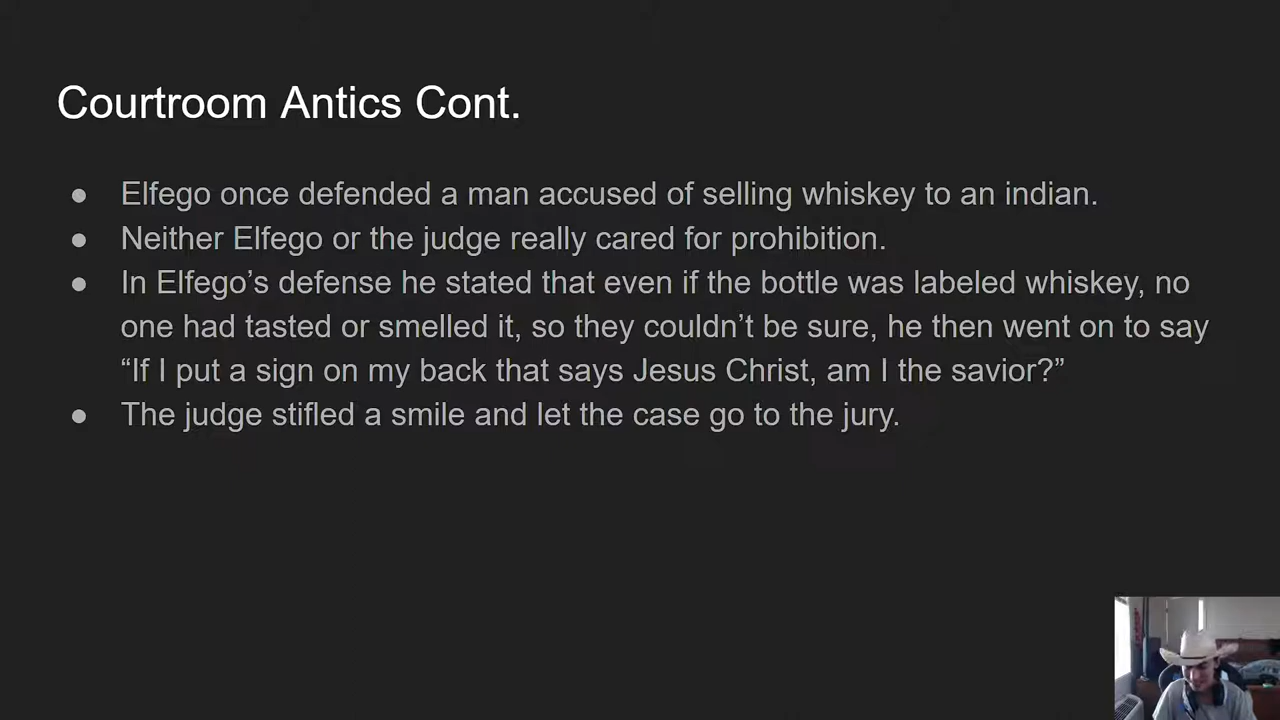 Courtroom Antics Cont.
● Elfego once defended a man accused of selling whiskey to an indian.
● Neither Elfego or the judge really cared for prohibition.
● In Elfego’s defense he stated that even if the bottle was labeled whiskey, no
one had tasted or smelled it, so they couldn’t be sure, he then went on to say
“If I put a sign on my back that says Jesus Christ, am I the savior?”
● The judge stifled a smile and let the case go to the jury.